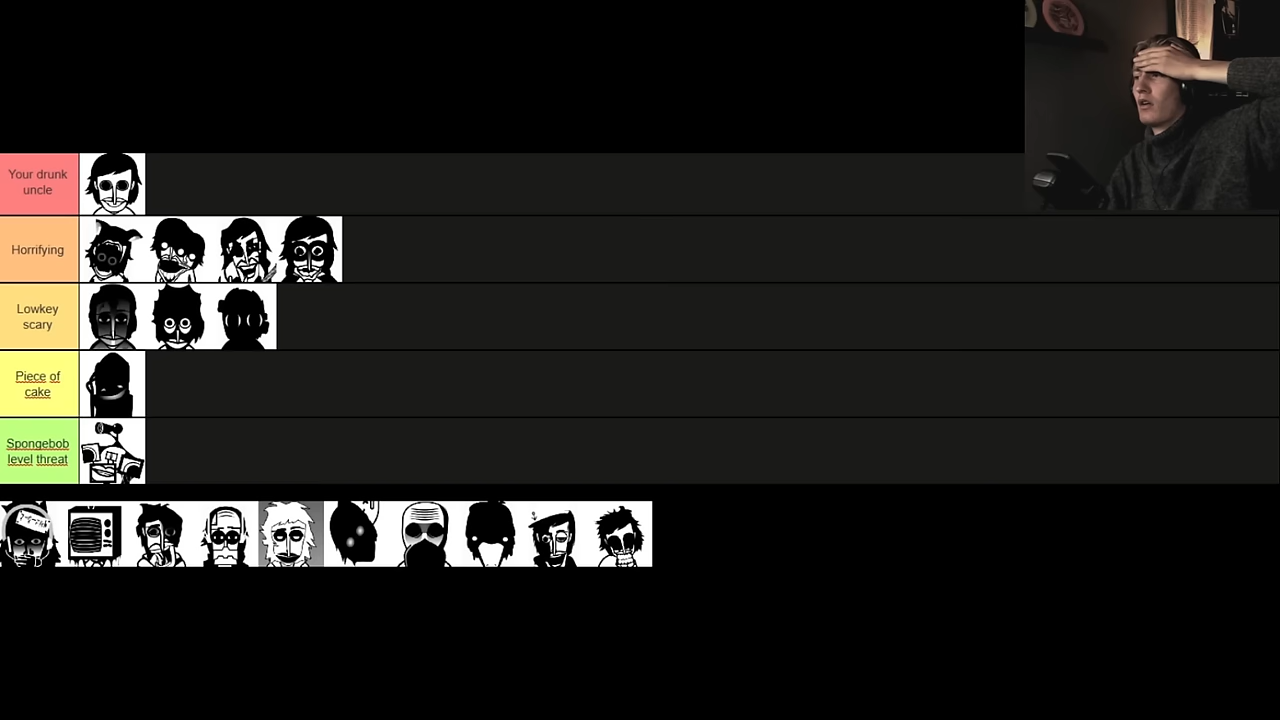 Your drunk
uncle
Horrifying
Lowkey
scary
Piece of
cake
Spongebob
level threat